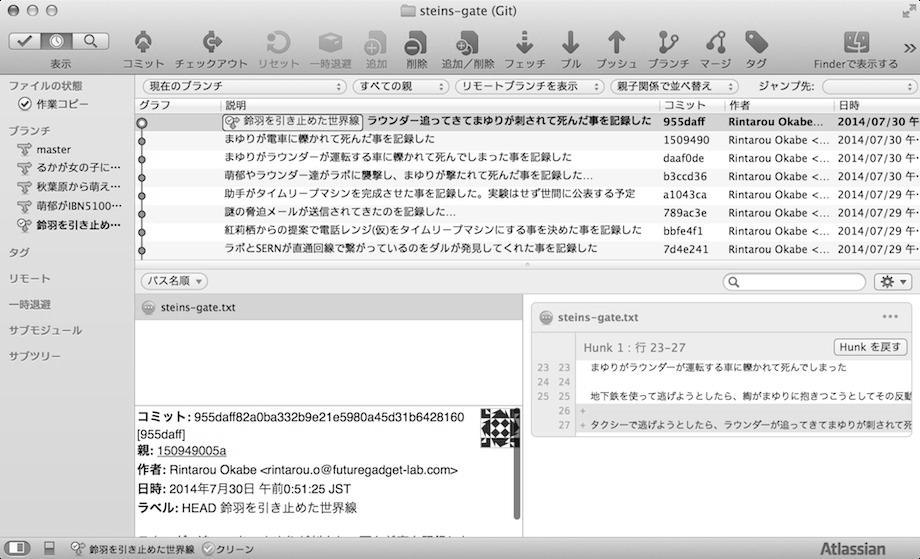 steins-gate (Git)
表示 コミット チェックアウト リセット 一時退避 追加 削除 追加／削除 フェッチ プル プッシュ ブランチ マージ タグ Finderで表示する
ファイルの状態
作業コピー
ブランチ
master
るかが女の子に…
秋葉原から萌え…
萌郁がIBN5100…
鈴羽を引き止め…
タグ
リモート
一時退避
サブモジュール
サブツリー
現在のブランチ すべての親 リモートブランチを表示 親子関係で並べ替え ジャンプ先:
グラフ 説明 コミット 作者 日時
鈴羽を引き止めた世界線 ラウンダー追ってきてまゆりが刺されて死んだ事を記録した 955daff Rintarou Okabe... 2014/07/30 午
まゆりが電車に轢かれて死んだ事を記録した 1509490 Rintarou Okabe <... 2014/07/30 午
まゆりがラウンダーが運転する車に轢かれて死んでしまった事を記録した daaf0de Rintarou Okabe <... 2014/07/30 午
萌郁やラウンダー達がラボに襲撃し、まゆりが撃たれて死んだ事を記録した b3ccd36 Rintarou Okabe <... 2014/07/30 午
助手がタイムリープマシンを完成させた事を記録した。実験はせず世間に公表する予定 a1043ca Rintarou Okabe <... 2014/07/29 午
謎の脅迫メールが送信されてきたのを記録した… 789ac3e Rintarou Okabe <... 2014/07/29 午
紅莉栖からの提案で電話レンジ(仮)をタイムリープマシンにする事を決めた事を記録した bbfe4f1 Rintarou Okabe <... 2014/07/29 午
ラボとSERNが直通回線で繋がっているのをダルが発見してくれた事を記録した 7d4e241 Rintarou Okabe <... 2014/07/29 午
パス名順
steins-gate.txt
コミット: 955daff82a0ba332b9e21e5980a45d31b6428160
[955daff]
親: 150949005a
作者: Rintarou Okabe <rintarou.o@futuregadget-lab.com>
日時: 2014年7月30日 午前0:51:25 JST
ラベル: HEAD 鈴羽を引き止めた世界線
steins-gate.txt
Hunk 1 : 行 23-27 Hunk を戻す
23 23 まゆりがラウンダーが運転する車に轢かれて死んでしまった
24 24
25 25 地下鉄を使って逃げようとしたら、綯がまゆりに抱きつこうとしてその反動
26 +
27 + タクシーで逃げようとしたら、ラウンダーが追ってきてまゆりが刺されて死
鈴羽を引き止めた世界線 クリーン
Atlassian